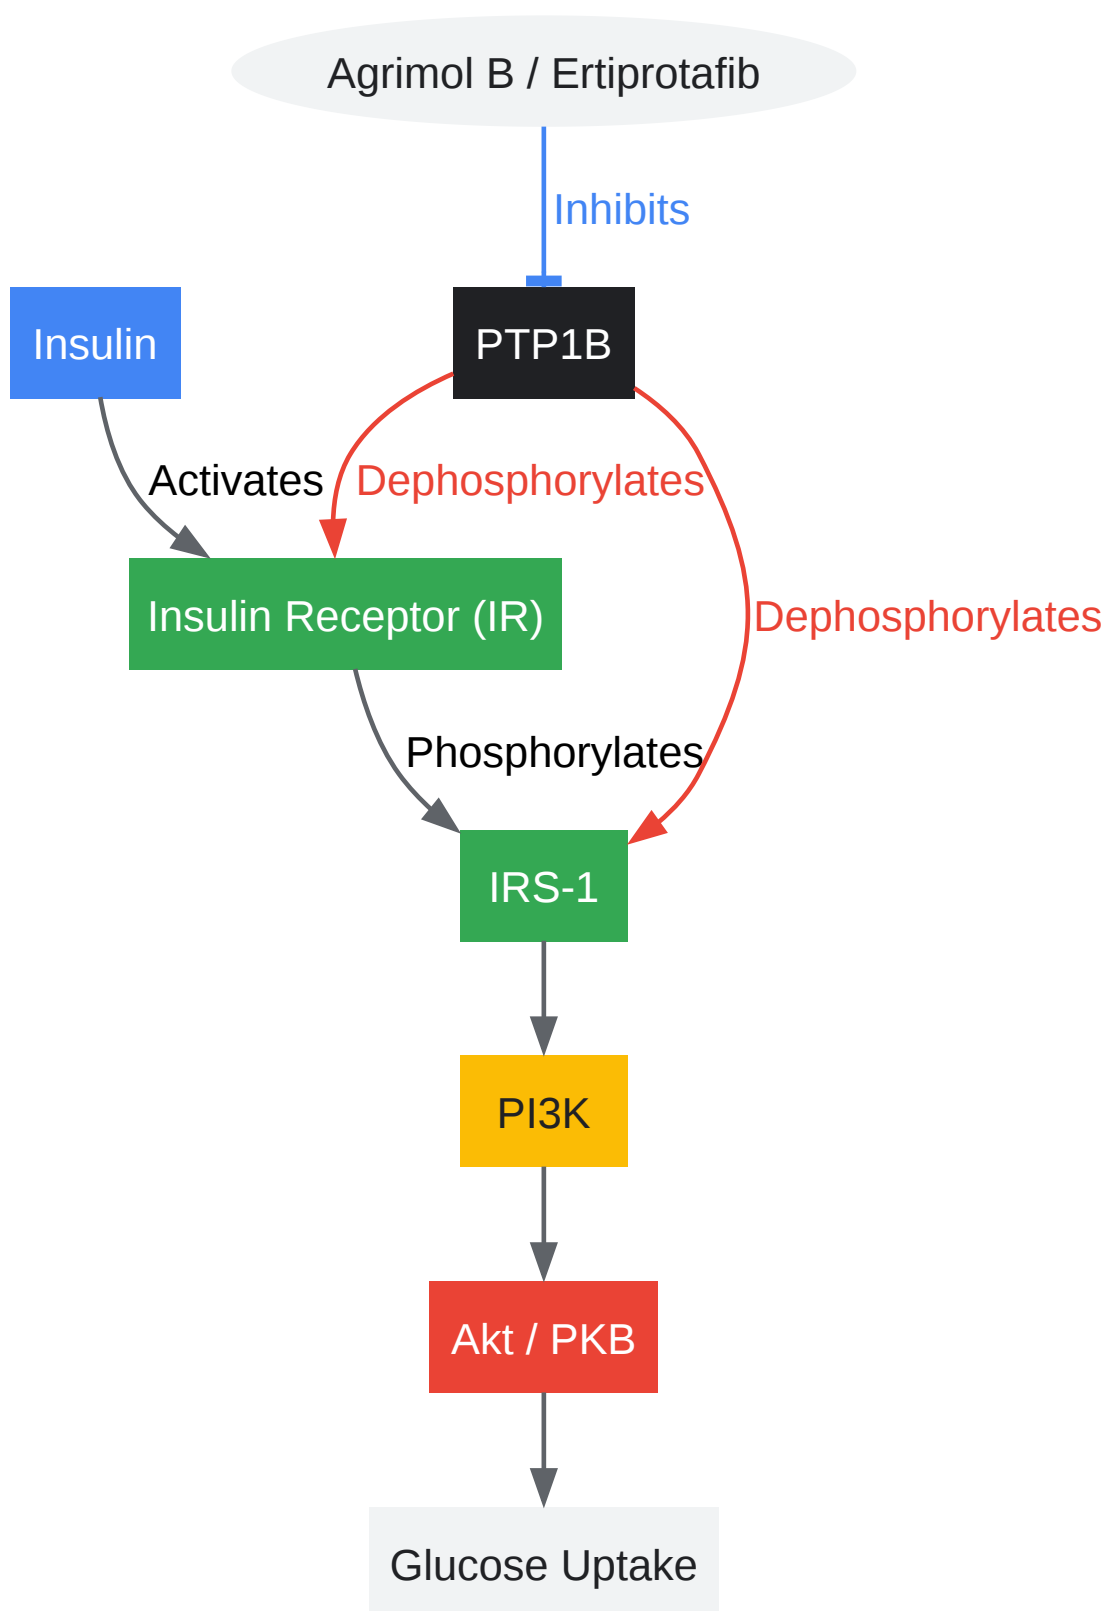 Agrimol B / Ertiprotafib
Inhibits
Insulin
PTP1B
Activates
Dephosphorylates
Insulin Receptor (IR)
Dephosphorylates
Phosphorylates
IRS-1
PI3K
Akt / PKB
Glucose Uptake